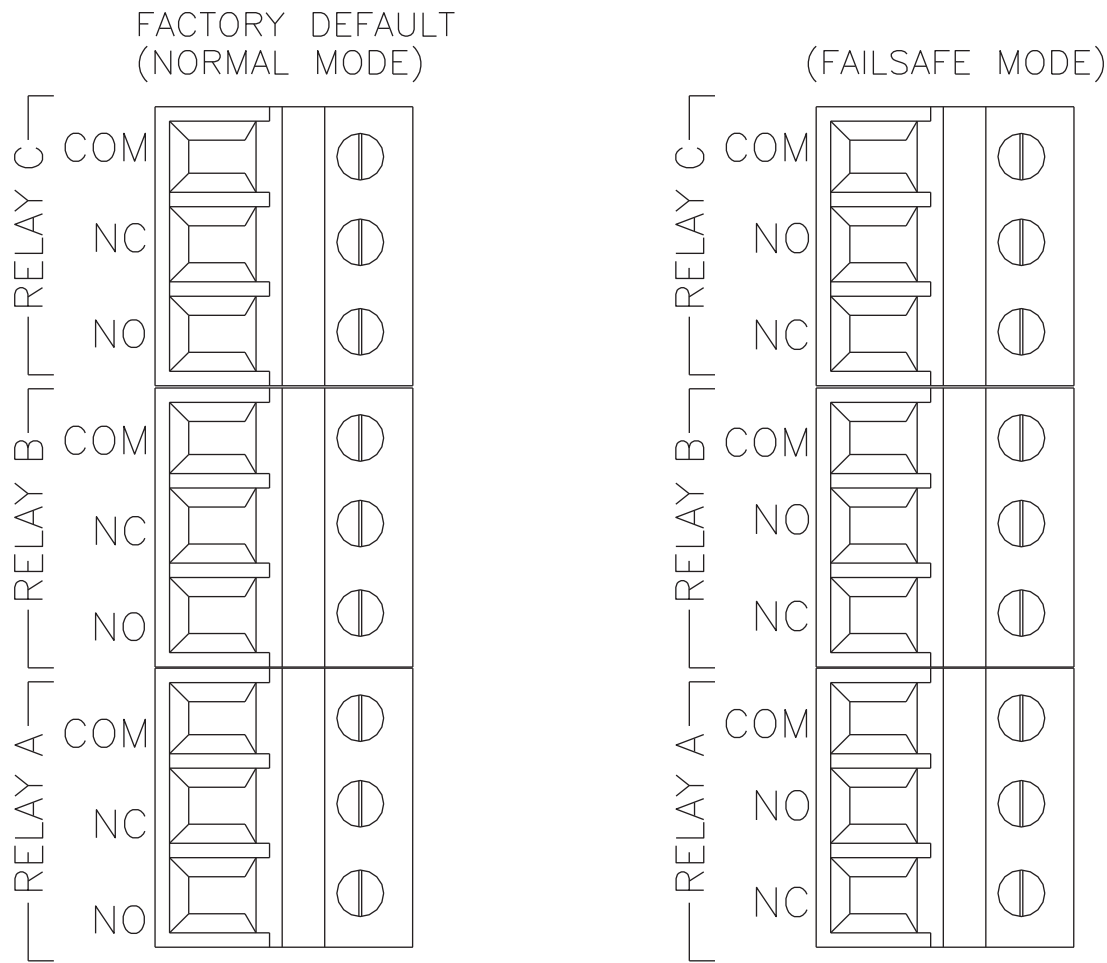 FACTORY DEFAULT
(NORMAL MODE)
RELAY C
COM
NC
NO
RELAY B
COM
NC
NO
RELAY A
COM
NC
NO
(FAILSAFE MODE)
RELAY C
COM
NO
NC
RELAY B
COM
NO
NC
RELAY A
COM
NO
NC